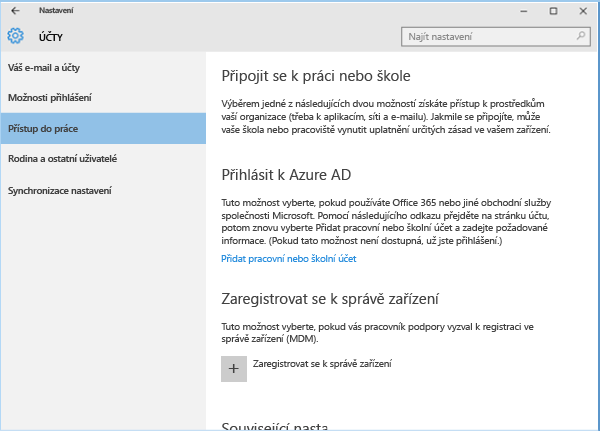 Nastavení
ÚČTY
Najít nastavení
Váš e-mail a účty
Možnosti přihlášení
Přístup do práce
Rodina a ostatní uživatelé
Synchronizace nastavení
Připojit se k práci nebo škole
Výběrem jedné z následujících dvou možností získáte přístup k prostředkům
vaší organizace (třeba k aplikacím, síti a e-mailu). Jakmile se připojíte, může
vaše škola nebo pracoviště vynutit uplatnění určitých zásad ve vašem zařízení.
Přihlásit k Azure AD
Tuto možnost vyberte, pokud používáte Office 365 nebo jiné obchodní služby
společnosti Microsoft. Pomocí následujícího odkazu přejděte na stránku účtu,
potom znovu vyberte Přidat pracovní nebo školní účet a zadejte požadované
informace. (Pokud tato možnost není dostupná, už jste přihlášení.)
Přidat pracovní nebo školní účet
Zaregistrovat se k správě zařízení
Tuto možnost vyberte, pokud vás pracovník podpory vyzval k registraci ve
správě zařízení (MDM).
Zaregistrovat se k správě zařízení
Související nasta